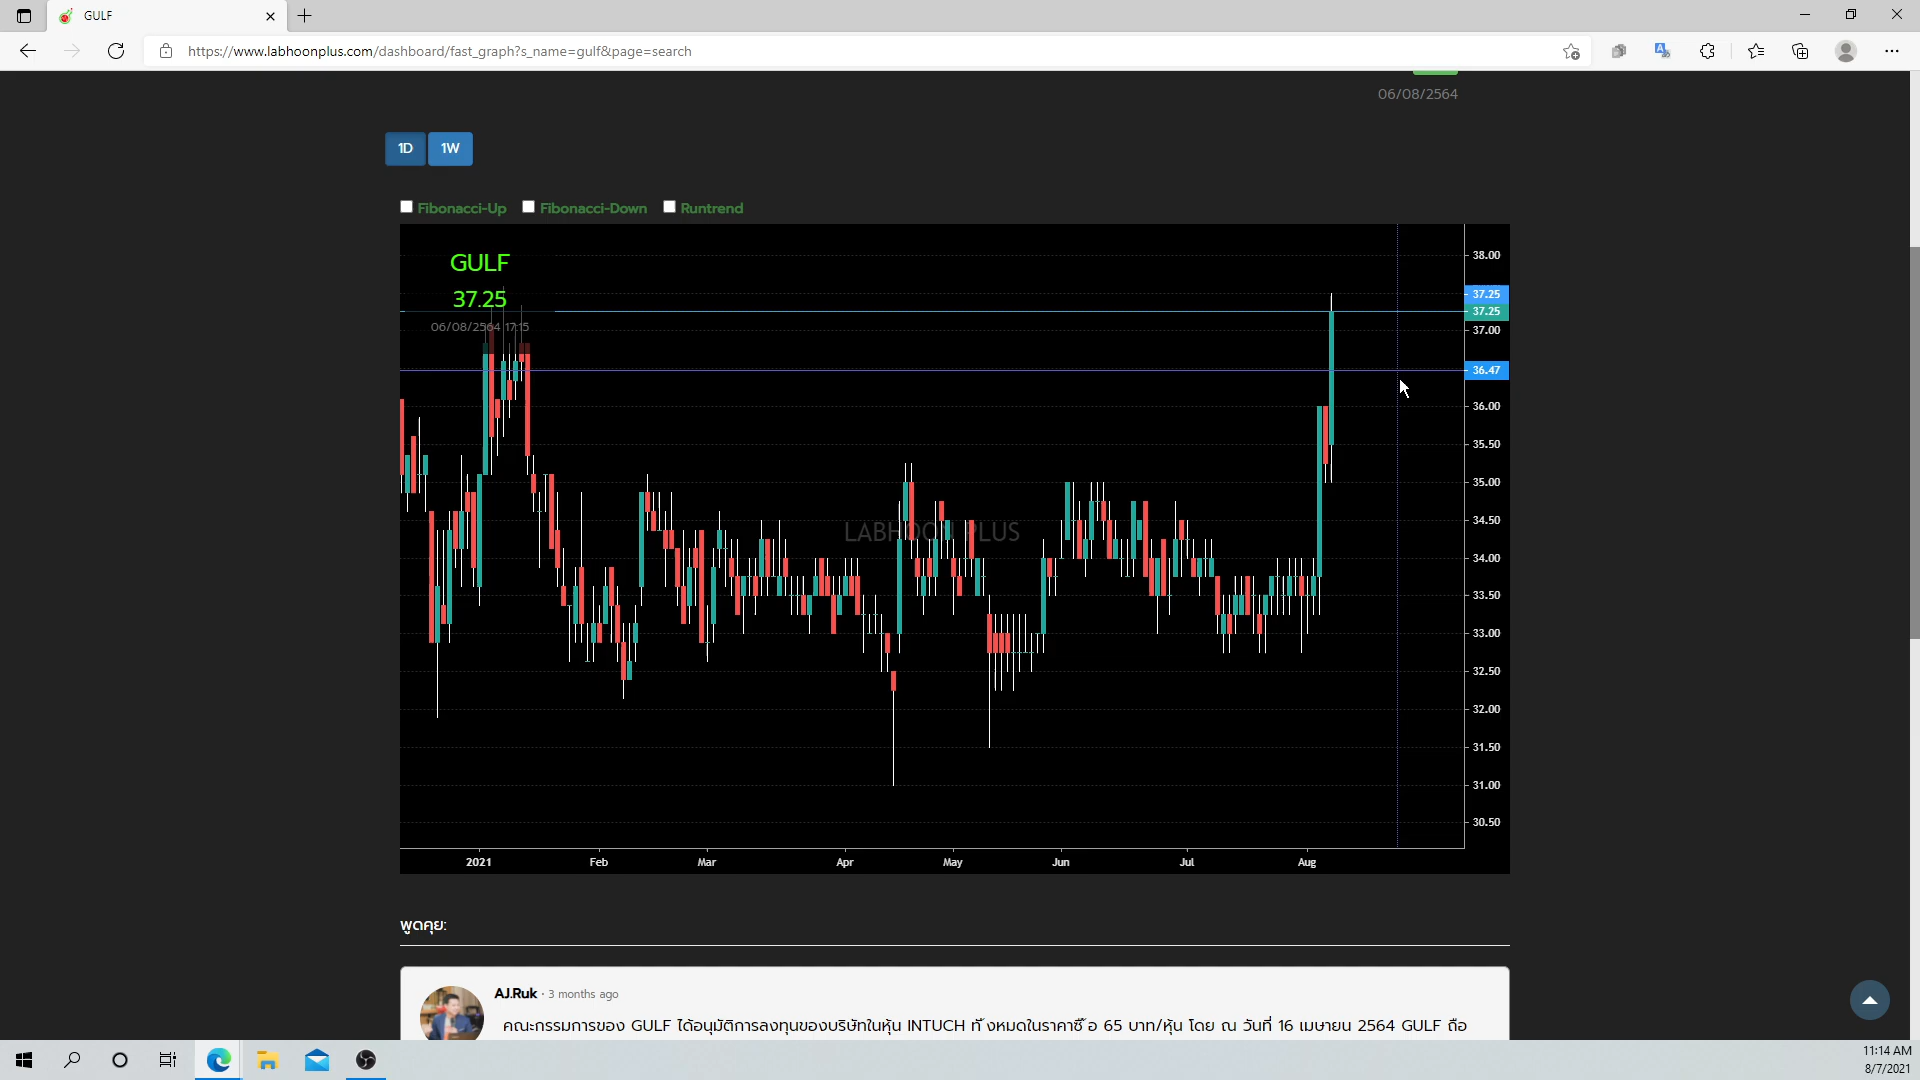 GULF
https://www.labhoonplus.com/dashboard/fast_graph?s_name=gulf&page=search
06/08/2564
1D 1W
Fibonacci-Up Fibonacci-Down Runtrend
GULF
37.25
06/08/2564 17:15
LABHOON PLUS
38.00
37.25
37.25
37.00
36.47
36.00
35.50
35.00
34.50
34.00
33.50
33.00
32.50
32.00
31.50
31.00
30.50
2021 Feb Mar Apr May Jun Jul Aug
พูดคุย:
AJ.Ruk · 3 months ago
คณะกรรมการของ GULF ได้อนุมัติการลงทุนของบริษัทในหุ้น INTUCH ทั้งหมดในราคาซื้อ 65 บาท/หุ้น โดย ณ วันที่ 16 เมษายน 2564 GULF ถือ
11:14 AM
8/7/2021